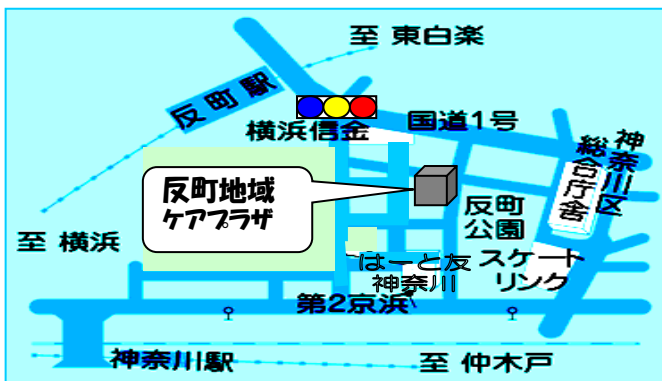 至 東白楽
反町駅
横浜信金
国道1号
神奈川区
総合庁舎
反町地域
ケアプラザ
反町
公園
至 横浜
はーと友
神奈川
スケート
リンク
第2京浜
神奈川駅
至 仲木戸